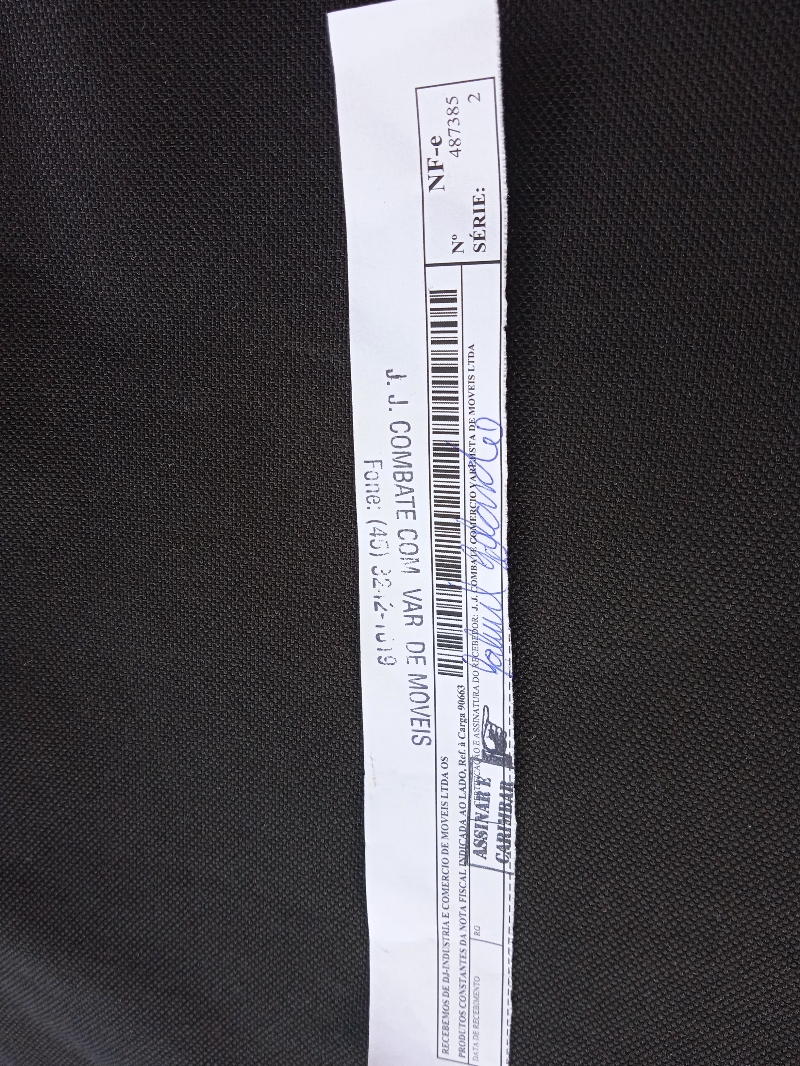 RECEBEMOS DE DJ-INDUSTRIA E COMERCIO DE MOVEIS LTDA OS
PRODUTOS CONSTANTES DA NOTA FISCAL INDICADA AO LADO, Ref. à Carga 90663
DATA DE RECEBIMENTO
RG
IDENTIFICAÇÃO E ASSINATURA DO RECEBEDOR: J.J. COMBATE COMERCIO VAREJISTA DE MOVEIS LTDA
ASSINAR E
CARIMBAR
NF-e
Nº 487385
SÉRIE: 2
J. J. COMBATE COM VAR DE MOVEIS
Fone: (45)